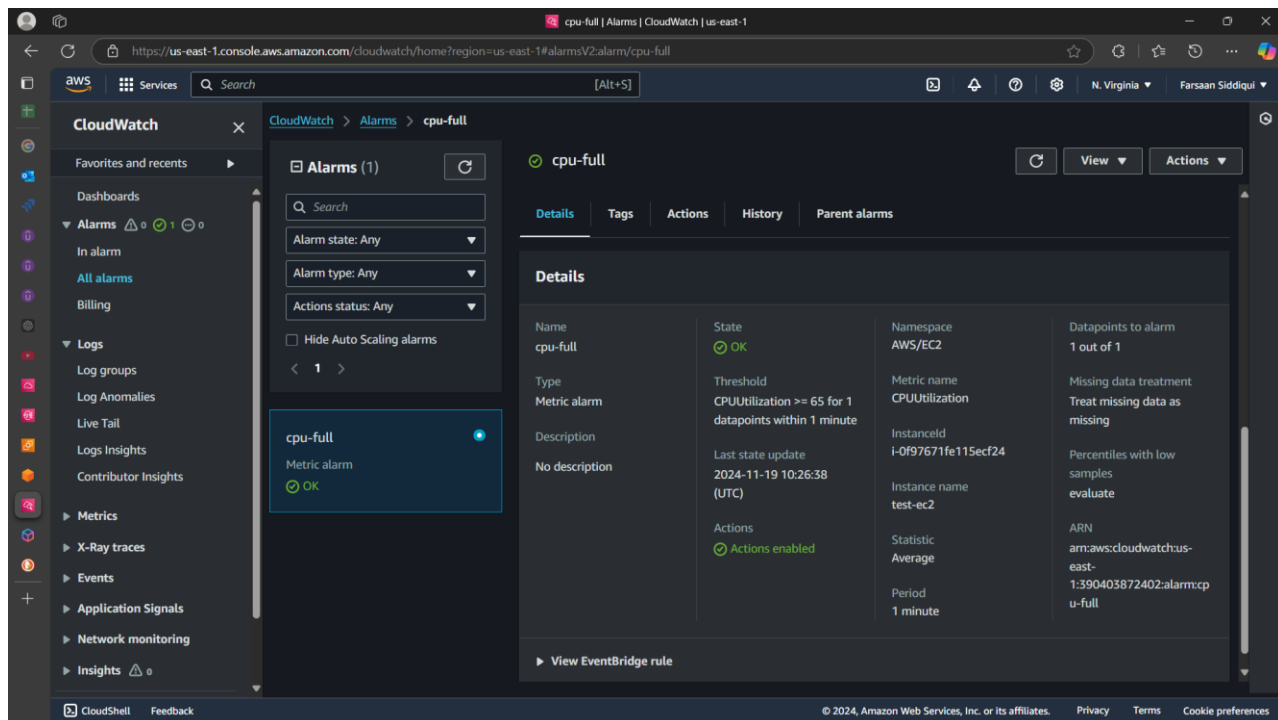 cpu-full | Alarms | CloudWatch | us-east-1
https://us-east-1.console.aws.amazon.com/cloudwatch/home?region=us-east-1#alarmsV2:alarm/cpu-full
aws
Services
Search
[Alt+S]
N. Virginia
Farsaan Siddiqui
CloudWatch
Favorites and recents
Dashboards
Alarms 0 1 0
In alarm
All alarms
Billing
Logs
Log groups
Log Anomalies
Live Tail
Logs Insights
Contributor Insights
Metrics
X-Ray traces
Events
Application Signals
Network monitoring
Insights 0
CloudWatch > Alarms > cpu-full
Alarms (1)
Search
Alarm state: Any
Alarm type: Any
Actions status: Any
Hide Auto Scaling alarms
< 1 >
cpu-full
Metric alarm
OK
cpu-full
View
Actions
Details
Tags
Actions
History
Parent alarms
Details
Name
cpu-full
Type
Metric alarm
Description
No description
State
OK
Threshold
CPUUtilization >= 65 for 1
datapoints within 1 minute
Last state update
2024-11-19 10:26:38
(UTC)
Actions
Actions enabled
Namespace
AWS/EC2
Metric name
CPUUtilization
InstanceId
i-0f97671fe115ecf24
Instance name
test-ec2
Statistic
Average
Period
1 minute
Datapoints to alarm
1 out of 1
Missing data treatment
Treat missing data as
missing
Percentiles with low
samples
evaluate
ARN
arn:aws:cloudwatch:us-
east-
1:390403872402:alarm:cp
u-full
View EventBridge rule
CloudShell
Feedback
© 2024, Amazon Web Services, Inc. or its affiliates.
Privacy
Terms
Cookie preferences